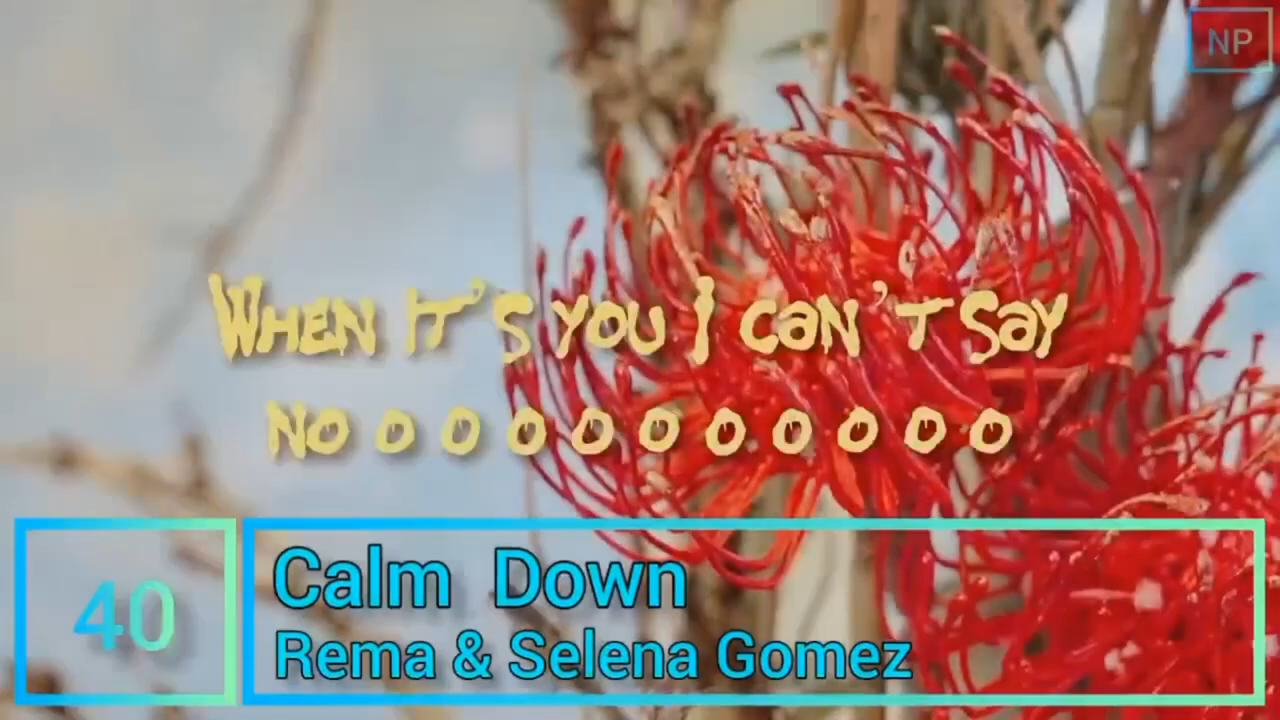 NP
When it's you I can't say
No o o o o o o o o o o
40
Calm Down
Rema & Selena Gomez